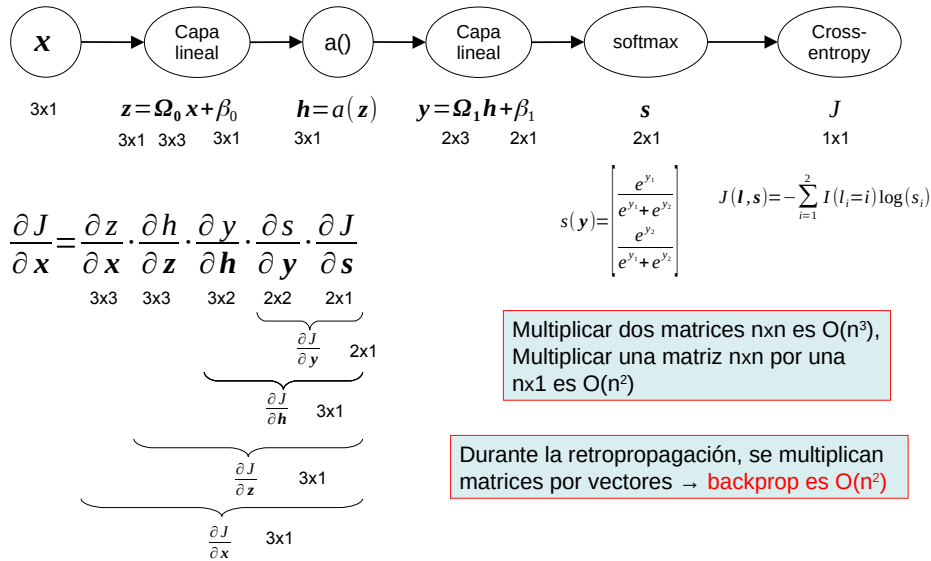 x
Capa
lineal
a()
Capa
lineal
softmax
Cross-
entropy
3x1
z=Ω₀x+β₀
3x1 3x3 3x1
h=a(z)
3x1
y=Ω₁h+β₁
2x3 2x1
s
2x1
J
1x1
s(y)=[e^{y₁}/(e^{y₁}+e^{y₂}) e^{y₂}/(e^{y₁}+e^{y₂})]
J(l,s)=−∑_{i=1}^{2} I(l_i=i)log(s_i)
∂J/∂x=∂z/∂x·∂h/∂z·∂y/∂h·∂s/∂y·∂J/∂s
3x3 3x3 3x2 2x2 2x1
∂J/∂y 2x1
∂J/∂h 3x1
∂J/∂z 3x1
∂J/∂x 3x1
Multiplicar dos matrices nxn es O(n³),
Multiplicar una matriz nxn por una
nx1 es O(n²)
Durante la retropropagación, se multiplican
matrices por vectores → backprop es O(n²)